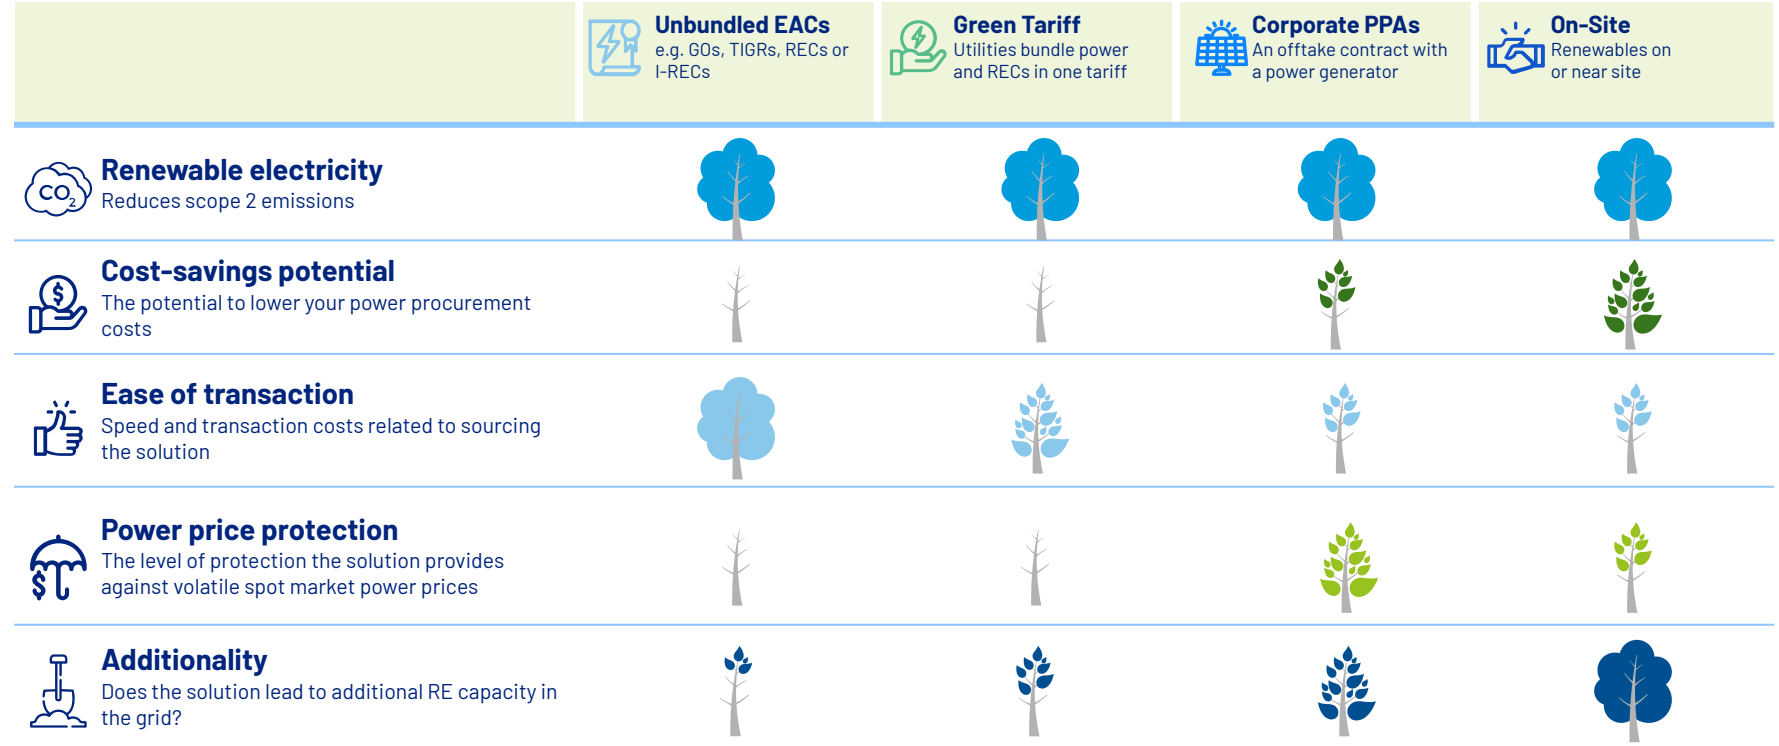 Unbundled EACs
e.g. GOs, TIGRs, RECs or
I-RECs
Green Tariff
Utilities bundle power
and RECs in one tariff
Corporate PPAs
An offtake contract with
a power generator
On-Site
Renewables on
or near site
CO2
Renewable electricity
Reduces scope 2 emissions
$
Cost-savings potential
The potential to lower your power procurement
costs
Ease of transaction
Speed and transaction costs related to sourcing
the solution
$
Power price protection
The level of protection the solution provides
against volatile spot market power prices
Additionality
Does the solution lead to additional RE capacity in
the grid?